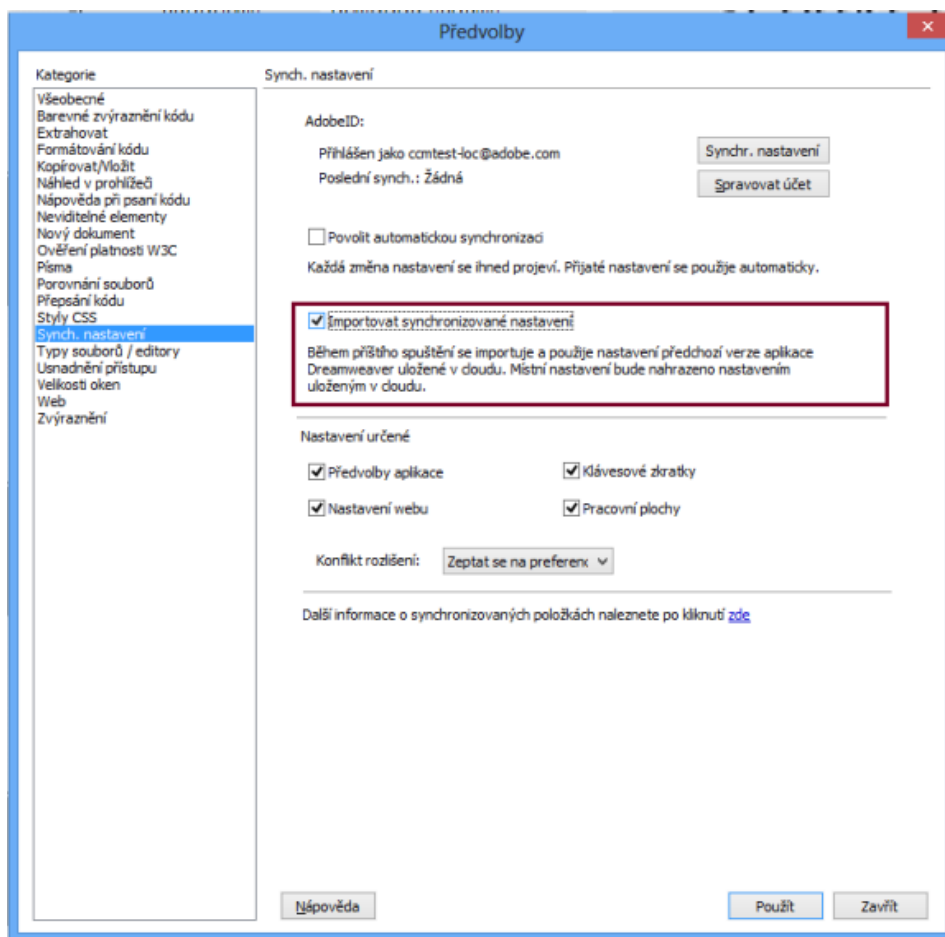 Předvolby
Kategorie
Všeobecné
Barevné zvýraznění kódu
Extrahovat
Formátování kódu
Kopírovat/Vložit
Náhled v prohlížeči
Nápověda při psaní kódu
Neviditelné elementy
Nový dokument
Ověření platnosti W3C
Písma
Porovnání souborů
Přepsání kódu
Styly CSS
Synch. nastavení
Typy souborů / editory
Usnadnění přístupu
Velikosti oken
Web
Zvýraznění
Synch. nastavení
AdobeID:
Přihlášen jako ccmtest-loc@adobe.com
Synchr. nastavení
Poslední synch.: Žádná
Spravovat účet
Povolit automatickou synchronizaci
Každá změna nastavení se ihned projeví. Přijaté nastavení se použije automaticky.
Importovat synchronizované nastavení
Během příštího spuštění se importuje a použije nastavení předchozí verze aplikace
Dreamweaver uložené v cloudu. Místní nastavení bude nahrazeno nastavením
uloženým v cloudu.
Nastavení určené
Předvolby aplikace
Klávesové zkratky
Nastavení webu
Pracovní plochy
Konflikt rozlišení:
Zeptat se na preferenc
Další informace o synchronizovaných položkách naleznete po kliknutí zde
Nápověda
Použít
Zavřít